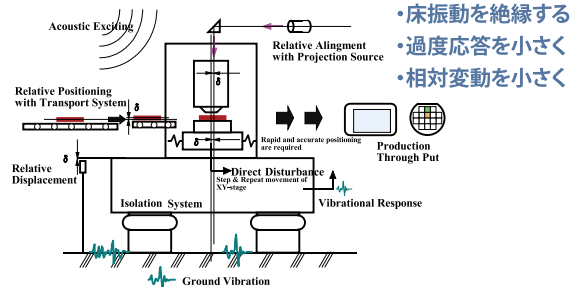 ・床振動を絶縁する
・過度応答を小さく
・相対変動を小さく
Acoustic Exciting
Relative Alingment
with Projection Source
δ
Relative Positioning
with Transport System
δ
Rapid and accurate positioning
are required
Production
Through Put
δ
Relative
Displacement
Direct Disturbance
Step & Repeat movement of
XY-stage
Isolation System
Vibrational Response
Ground Vibration